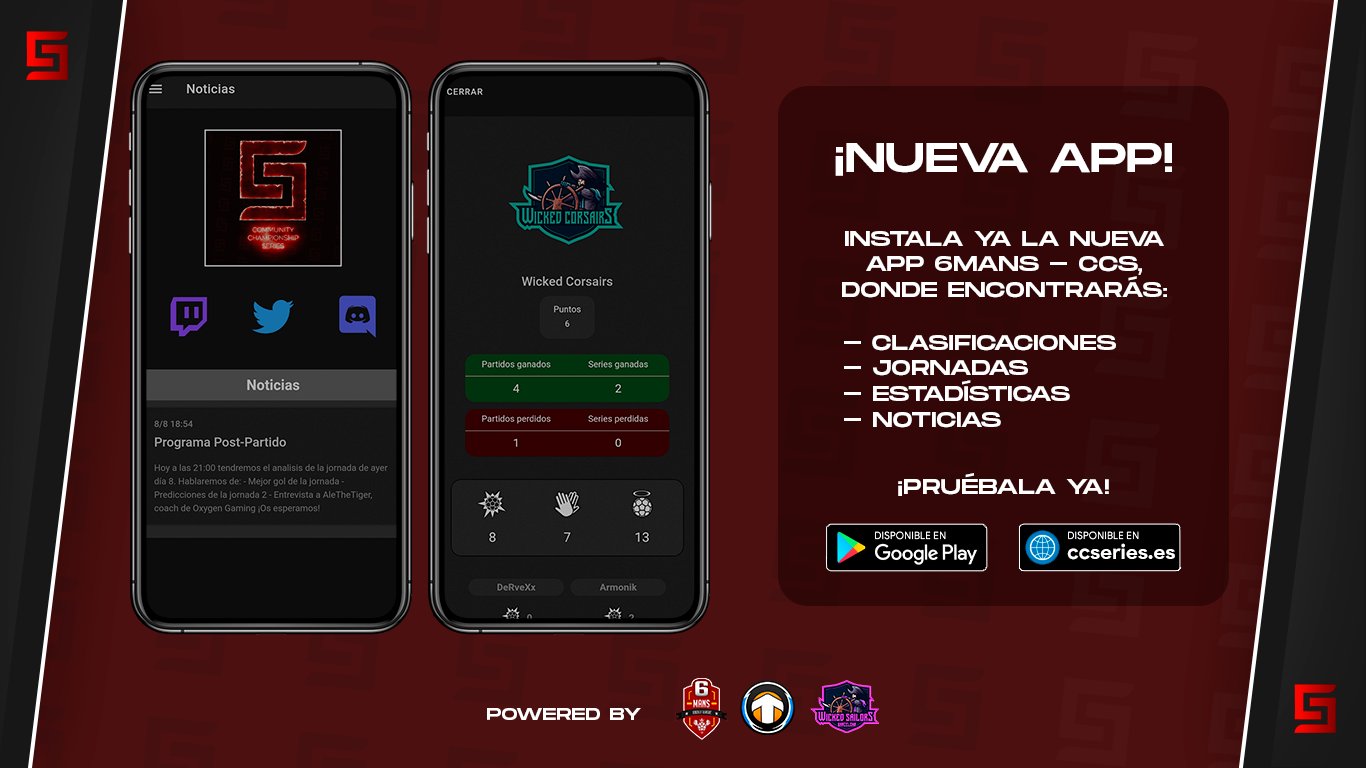 Noticias
COMMUNITY
CHAMPIONSHIP
SERIES
Noticias
8/8 18:54
Programa Post-Partido
Hoy a las 21:00 tendremos el analisis de la jornada de ayer
día 8. Hablaremos de: - Mejor gol de la jornada -
Predicciones de la jornada 2 - Entrevista a AleTheTiger,
coach de Oxygen Gaming ¡Os esperamos!
CERRAR
WICKED CORSAIRS
Wicked Corsairs
Puntos
6
Partidos ganados Series ganadas
4 2
Partidos perdidos Series perdidas
1 0
8 7 13
DeRveXx Armonik
¡NUEVA APP!
INSTALA YA LA NUEVA
APP 6MANS – CCS,
DONDE ENCONTRARÁS:
– CLASIFICACIONES
– JORNADAS
– ESTADÍSTICAS
– NOTICIAS
¡PRUÉBALA YA!
DISPONIBLE EN
Google Play
DISPONIBLE EN
ccseries.es
POWERED BY
6
MANS
WICKED SAILORS
BARCELONA